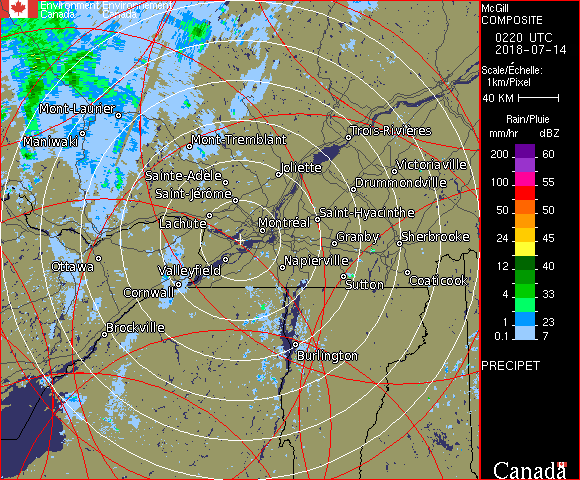 Environment Environnement
Canada Canada
McGill
COMPOSITE
0220 UTC
2018-07-14
Scale/Échelle:
1km/Pixel
40 KM
Rain/Pluie
mm/hr dBZ
200 60
100 55
50 50
24 45
12 40
4 33
1 23
0.1 7
PRECIPET
Canada
Mont-Laurier
Maniwaki
Mont-Tremblant
Trois-Rivières
Sainte-Adèle
Joliette
Victoriaville
Saint-Jérôme
Drummondville
Lachute
Montréal
Saint-Hyacinthe
Granby
Sherbrooke
Ottawa
Valleyfield
Napierville
Cornwall
Sutton
Coaticook
Brockville
Burlington